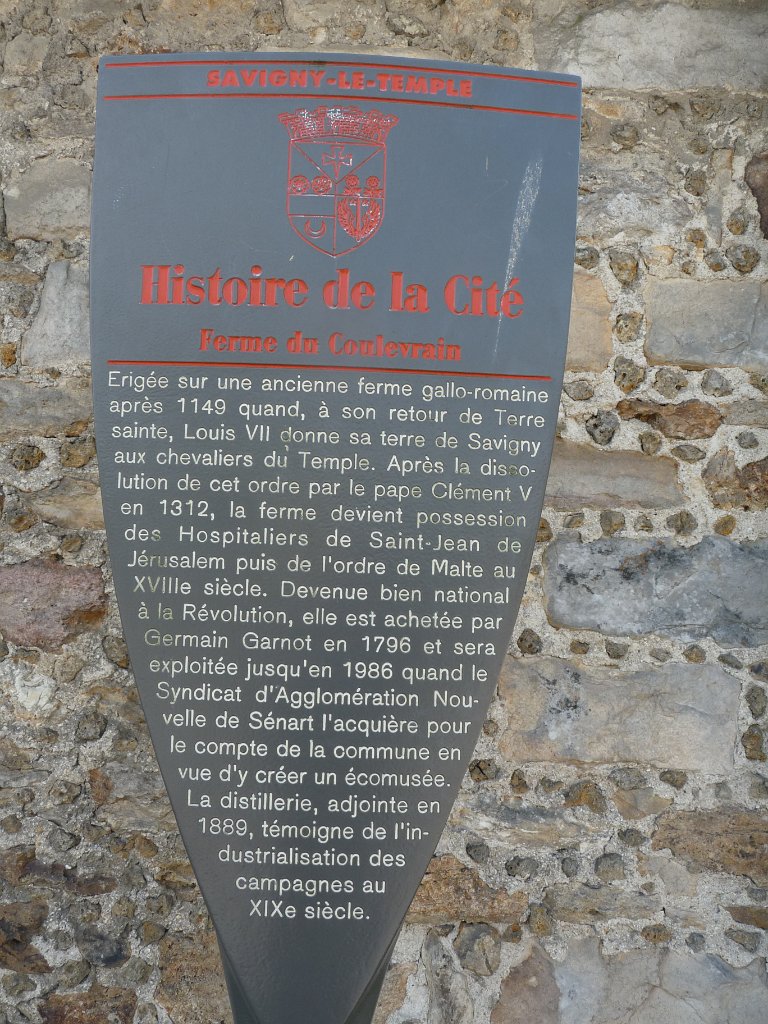 SAVIGNY-LE-TEMPLE
Histoire de la Cité
Ferme du Coulevrain
Erigée sur une ancienne ferme gallo-romaine
après 1149 quand, à son retour de Terre
sainte, Louis VII donne sa terre de Savigny
aux chevaliers du Temple. Après la disso-
lution de cet ordre par le pape Clément V
en 1312, la ferme devient possession
des Hospitaliers de Saint-Jean de
Jérusalem puis de l'ordre de Malte au
XVIIIe siècle. Devenue bien national
à la Révolution, elle est achetée par
Germain Garnot en 1796 et sera
exploitée jusqu'en 1986 quand le
Syndicat d'Agglomération Nou-
velle de Sénart l'acquière pour
le compte de la commune en
vue d'y créer un écomusée.
La distillerie, adjointe en
1889, témoigne de l'in-
dustrialisation des
campagnes au
XIXe siècle.